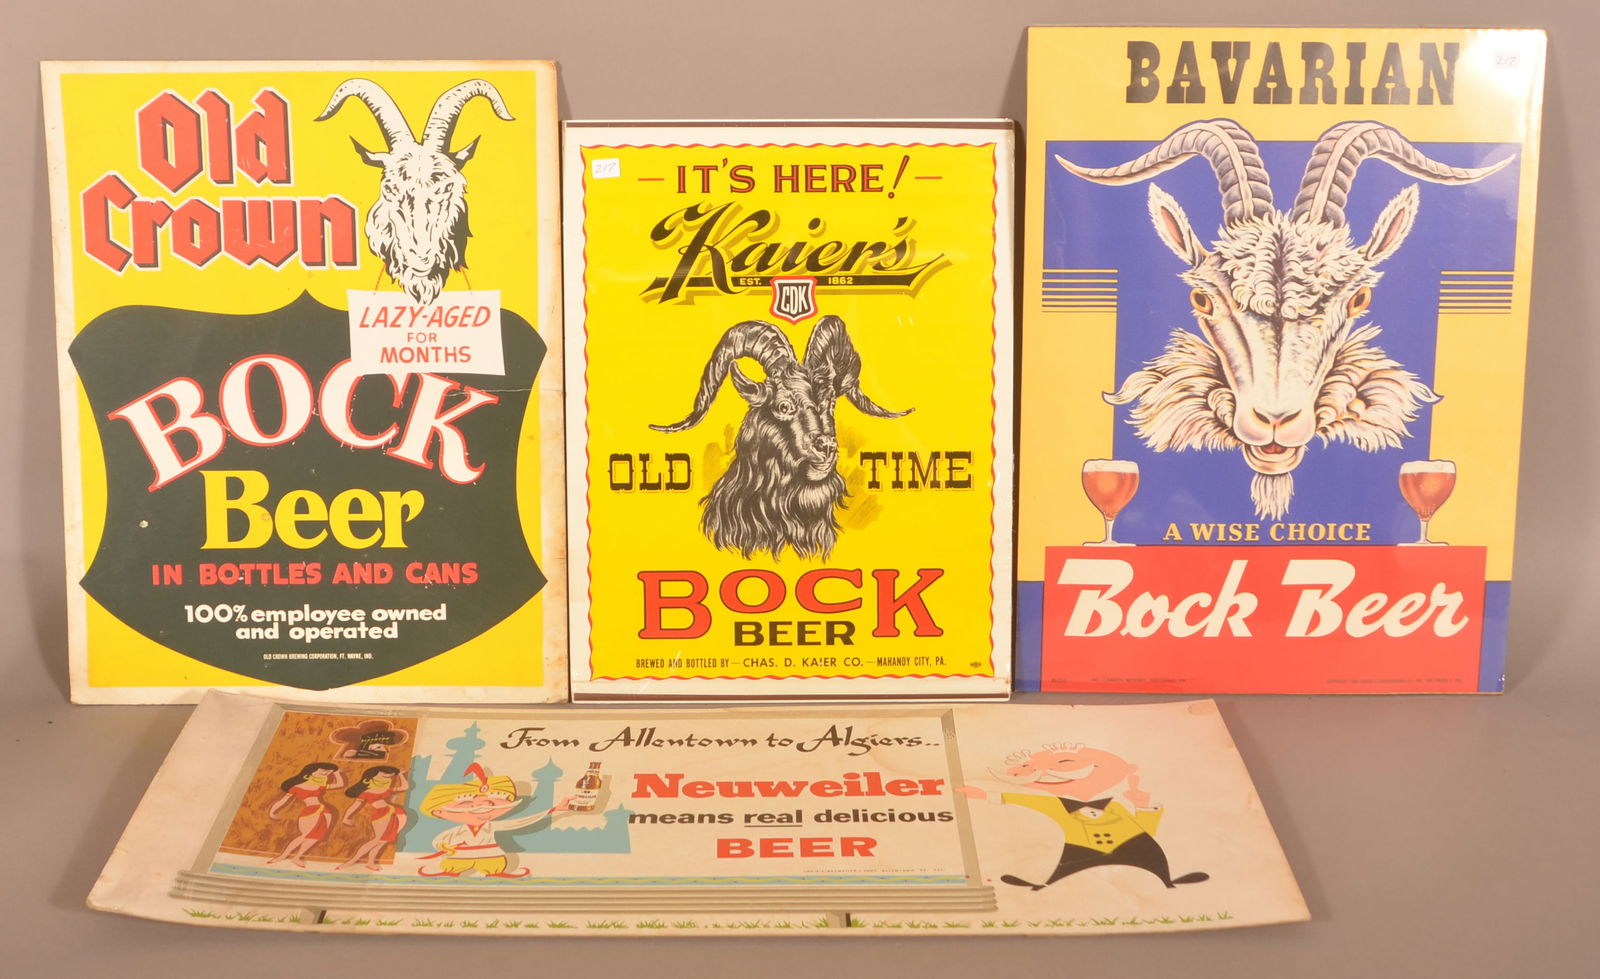 Old
Crown
LAZY-AGED
FOR
MONTHS
BOCK
Beer
IN BOTTLES AND CANS
100% employee owned
and operated
OLD CROWN BREWING CORPORATION, FT. WAYNE, IND.
217
IT'S HERE!
Kaier's
EST. 1862
CDK
OLD TIME
BOCK
BEER
BREWED AND BOTTLED BY — CHAS. D. KAIER CO. — MAHANOY CITY, PA.
BAVARIAN
217
A WISE CHOICE
Bock Beer
From Allentown to Algiers..
Neuweiler
means real delicious
BEER